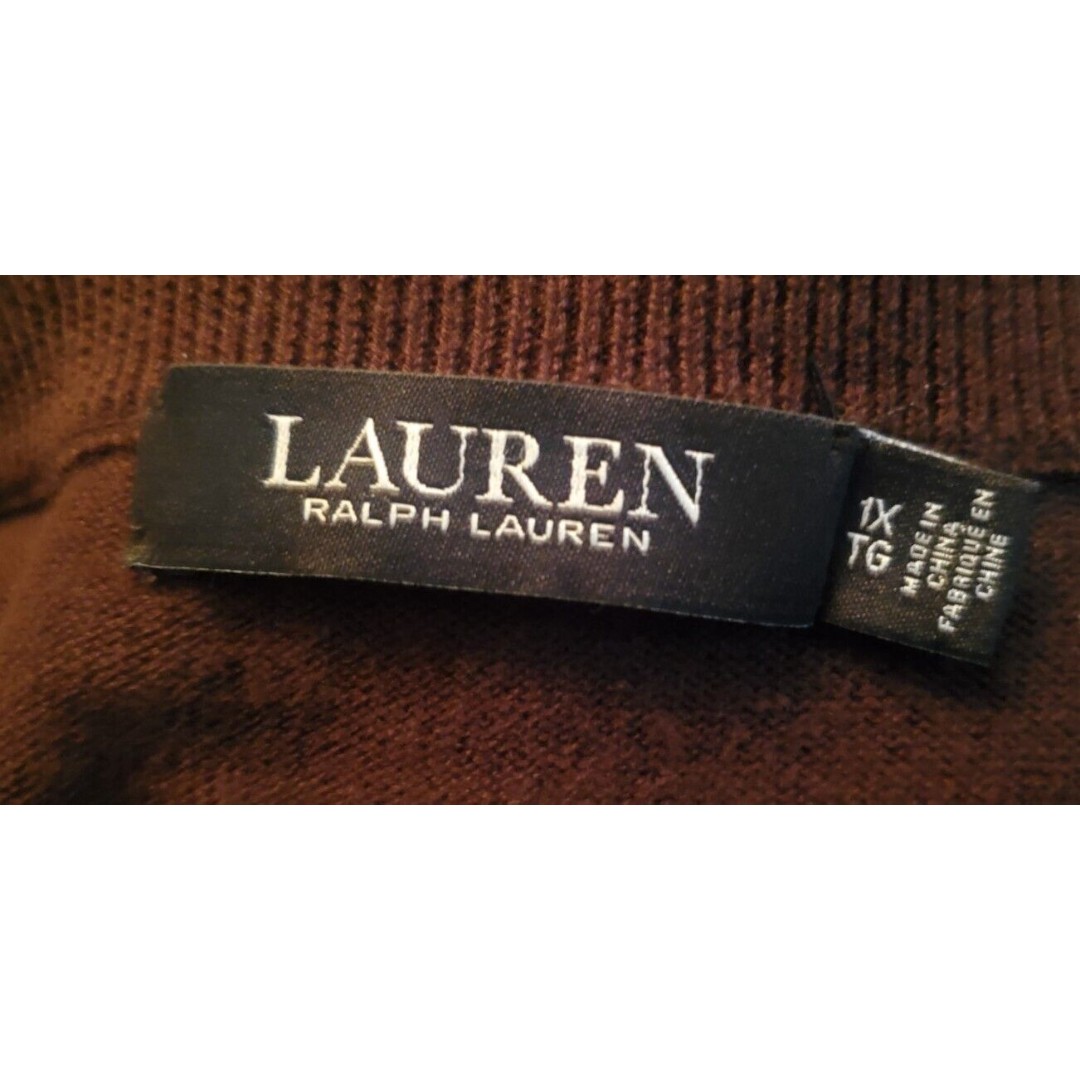 LAUREN
RALPH LAUREN
1X
TG
MADE IN
CHINA
FABRIQUE EN
CHINE